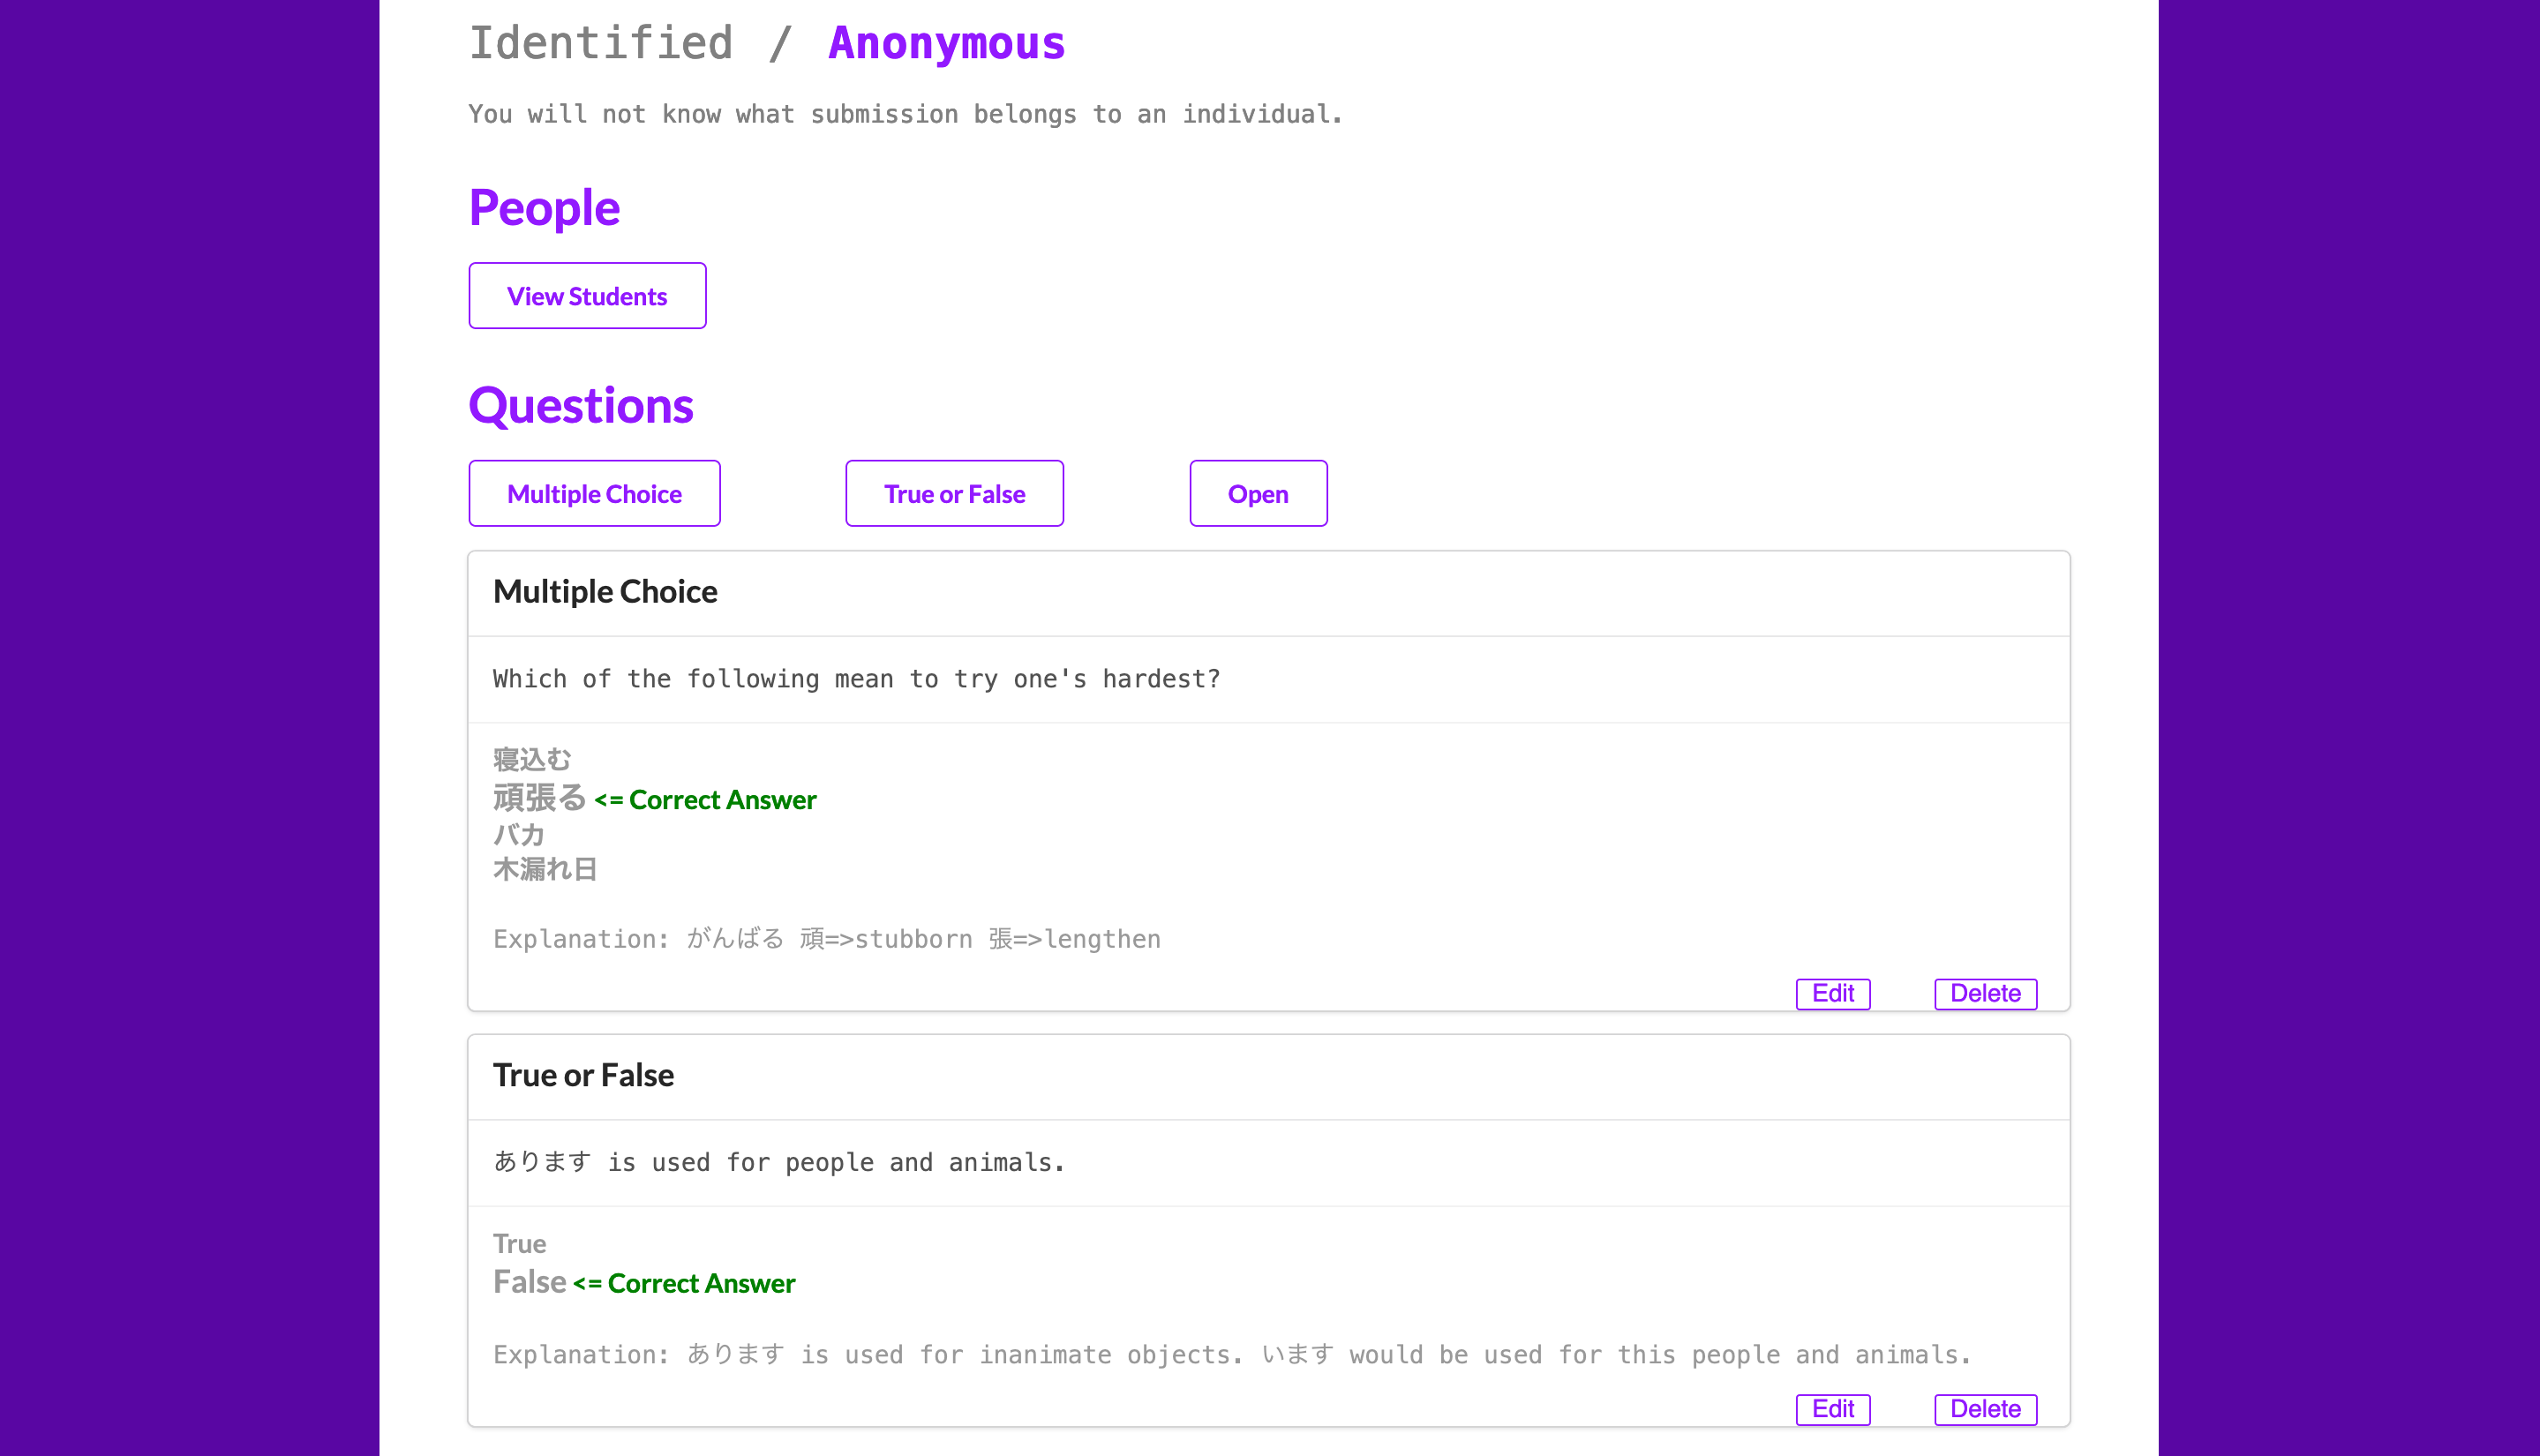 Identified / Anonymous
You will not know what submission belongs to an individual.
People
View Students
Questions
Multiple Choice True or False Open
Multiple Choice
Which of the following mean to try one's hardest?
寝込む
頑張る <= Correct Answer
バカ
木漏れ日
Explanation: がんばる 頑=>stubborn 張=>lengthen
Edit Delete
True or False
あります is used for people and animals.
True
False <= Correct Answer
Explanation: あります is used for inanimate objects. います would be used for this people and animals.
Edit Delete